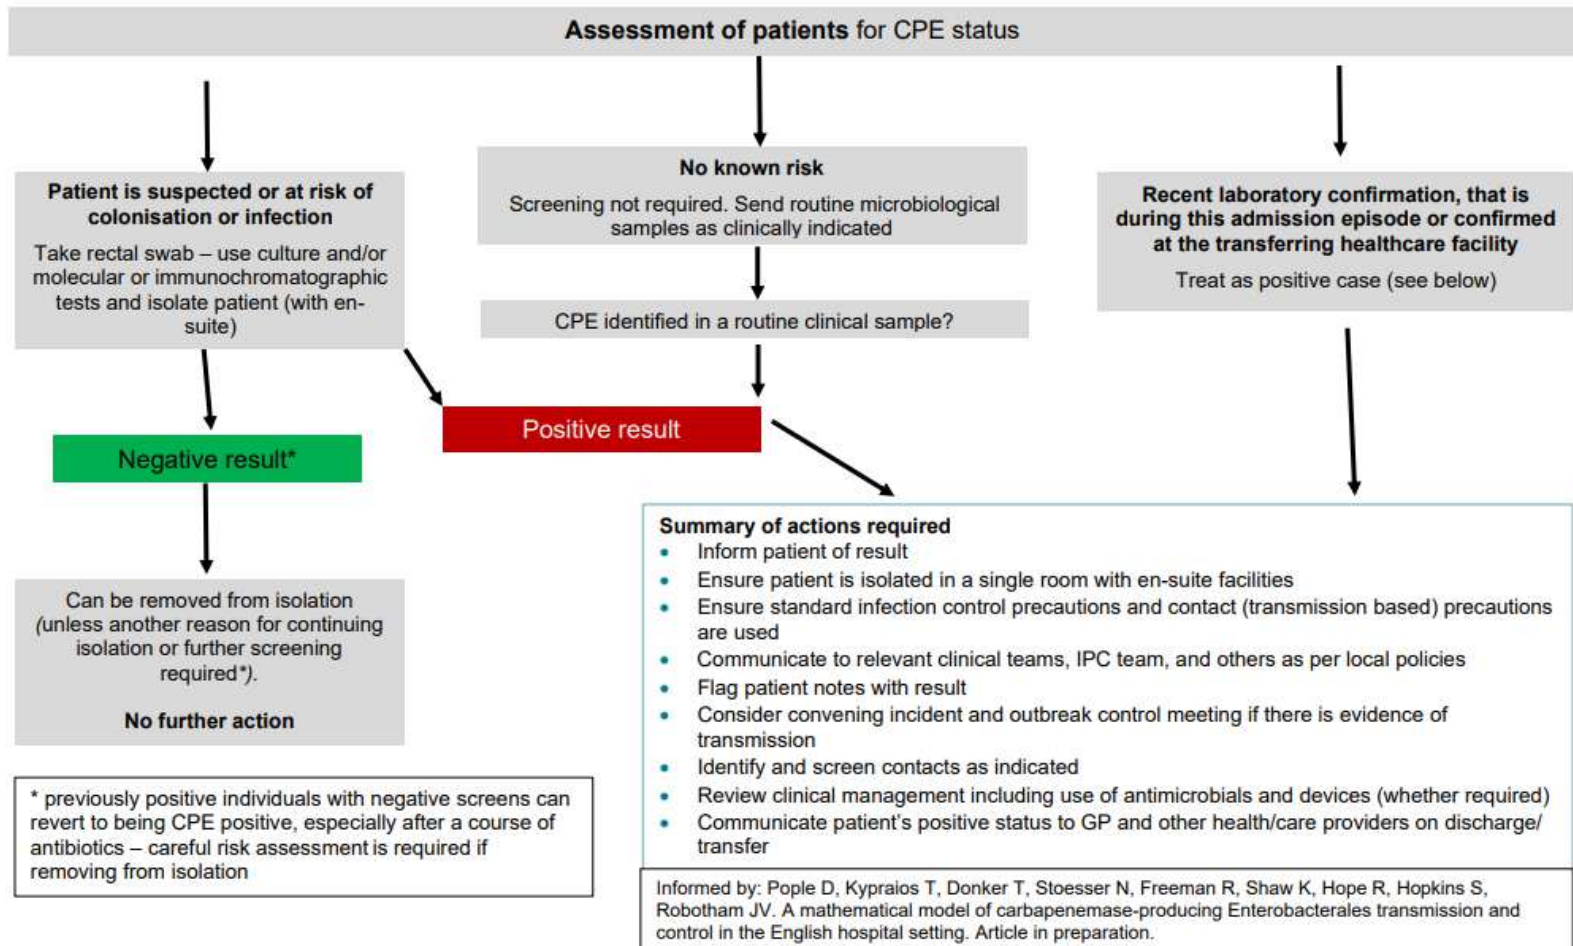 Assessment of patients for CPE status
Patient is suspected or at risk of
colonisation or infection
Take rectal swab – use culture and/or
molecular or immunochromatographic
tests and isolate patient (with en-
suite)
No known risk
Screening not required. Send routine microbiological
samples as clinically indicated
CPE identified in a routine clinical sample?
Recent laboratory confirmation, that is
during this admission episode or confirmed
at the transferring healthcare facility
Treat as positive case (see below)
Positive result
Negative result*
Can be removed from isolation
(unless another reason for continuing
isolation or further screening
required*).
No further action
* previously positive individuals with negative screens can
revert to being CPE positive, especially after a course of
antibiotics – careful risk assessment is required if
removing from isolation
Summary of actions required
• Inform patient of result
• Ensure patient is isolated in a single room with en-suite facilities
• Ensure standard infection control precautions and contact (transmission based) precautions
are used
• Communicate to relevant clinical teams, IPC team, and others as per local policies
• Flag patient notes with result
• Consider convening incident and outbreak control meeting if there is evidence of
transmission
• Identify and screen contacts as indicated
• Review clinical management including use of antimicrobials and devices (whether required)
• Communicate patient's positive status to GP and other health/care providers on discharge/
transfer
Informed by: Pople D, Kypraios T, Donker T, Stoesser N, Freeman R, Shaw K, Hope R, Hopkins S,
Robotham JV. A mathematical model of carbapenemase-producing Enterobacterales transmission and
control in the English hospital setting. Article in preparation.